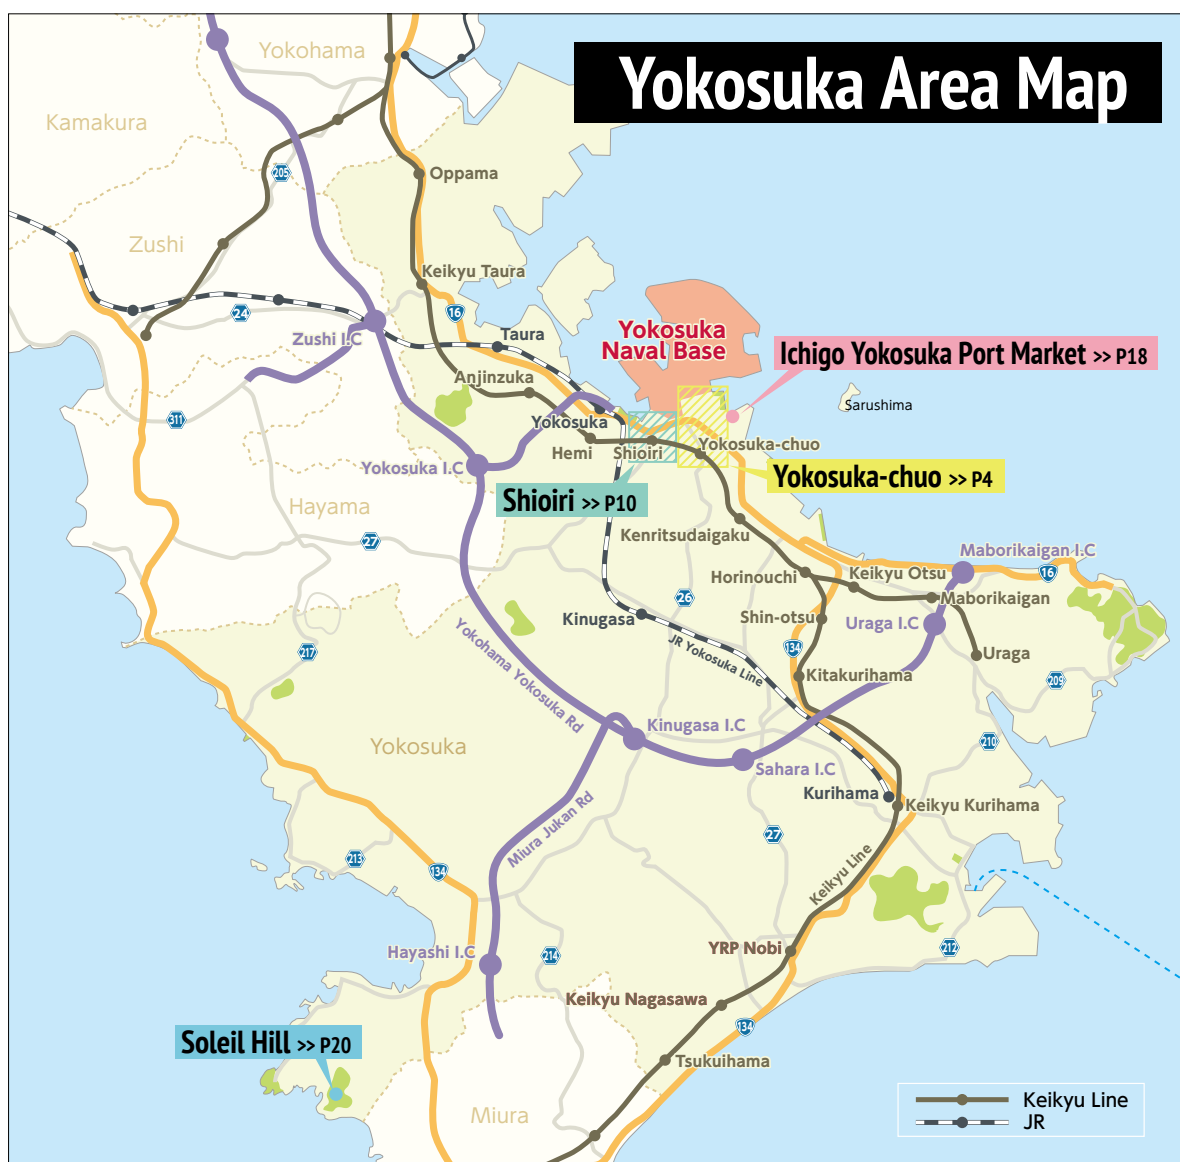 Yokosuka Area Map
Yokohama
Kamakura
205
Oppama
Zushi
Keikyu Taura
24
16
Zushi I.C
Taura
Yokosuka
Naval Base
Ichigo Yokosuka Port Market >> P18
Anjinzuka
Sarushima
311
Yokosuka
Hemi
Shioiri
Yokosuka-chuo
Yokosuka I.C
Yokosuka-chuo >> P4
Shioiri >> P10
Hayama
27
Kenritsudaigaku
Maborikaigan I.C
Horinouchi
Keikyu Otsu
16
26
Maborikaigan
Kinugasa
Shin-otsu
Uraga I.C
JR Yokosuka Line
134
Uraga
217
Yokohama Yokosuka Rd
Kitakurihama
209
Yokosuka
Kinugasa I.C
210
Sahara I.C
Kurihama
Keikyu Kurihama
Miura Jukan Rd
27
213
134
Keikyu Line
Hayashi I.C
YRP Nobi
212
214
Keikyu Nagasawa
134
Soleil Hill >> P20
Tsukuihama
Miura
Keikyu Line
JR